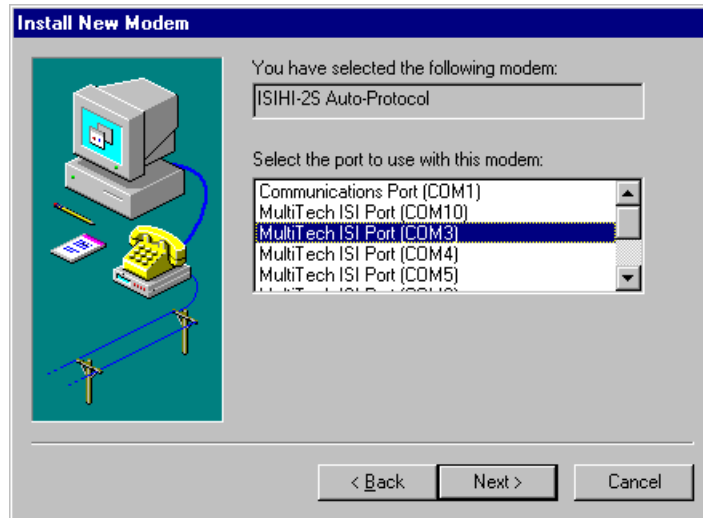 Install New Modem
You have selected the following modem:
ISIHI-2S Auto-Protocol
Select the port to use with this modem:
Communications Port (COM1)
MultiTech ISI Port (COM10)
MultiTech ISI Port (COM3)
MultiTech ISI Port (COM4)
MultiTech ISI Port (COM5)
< Back Next > Cancel